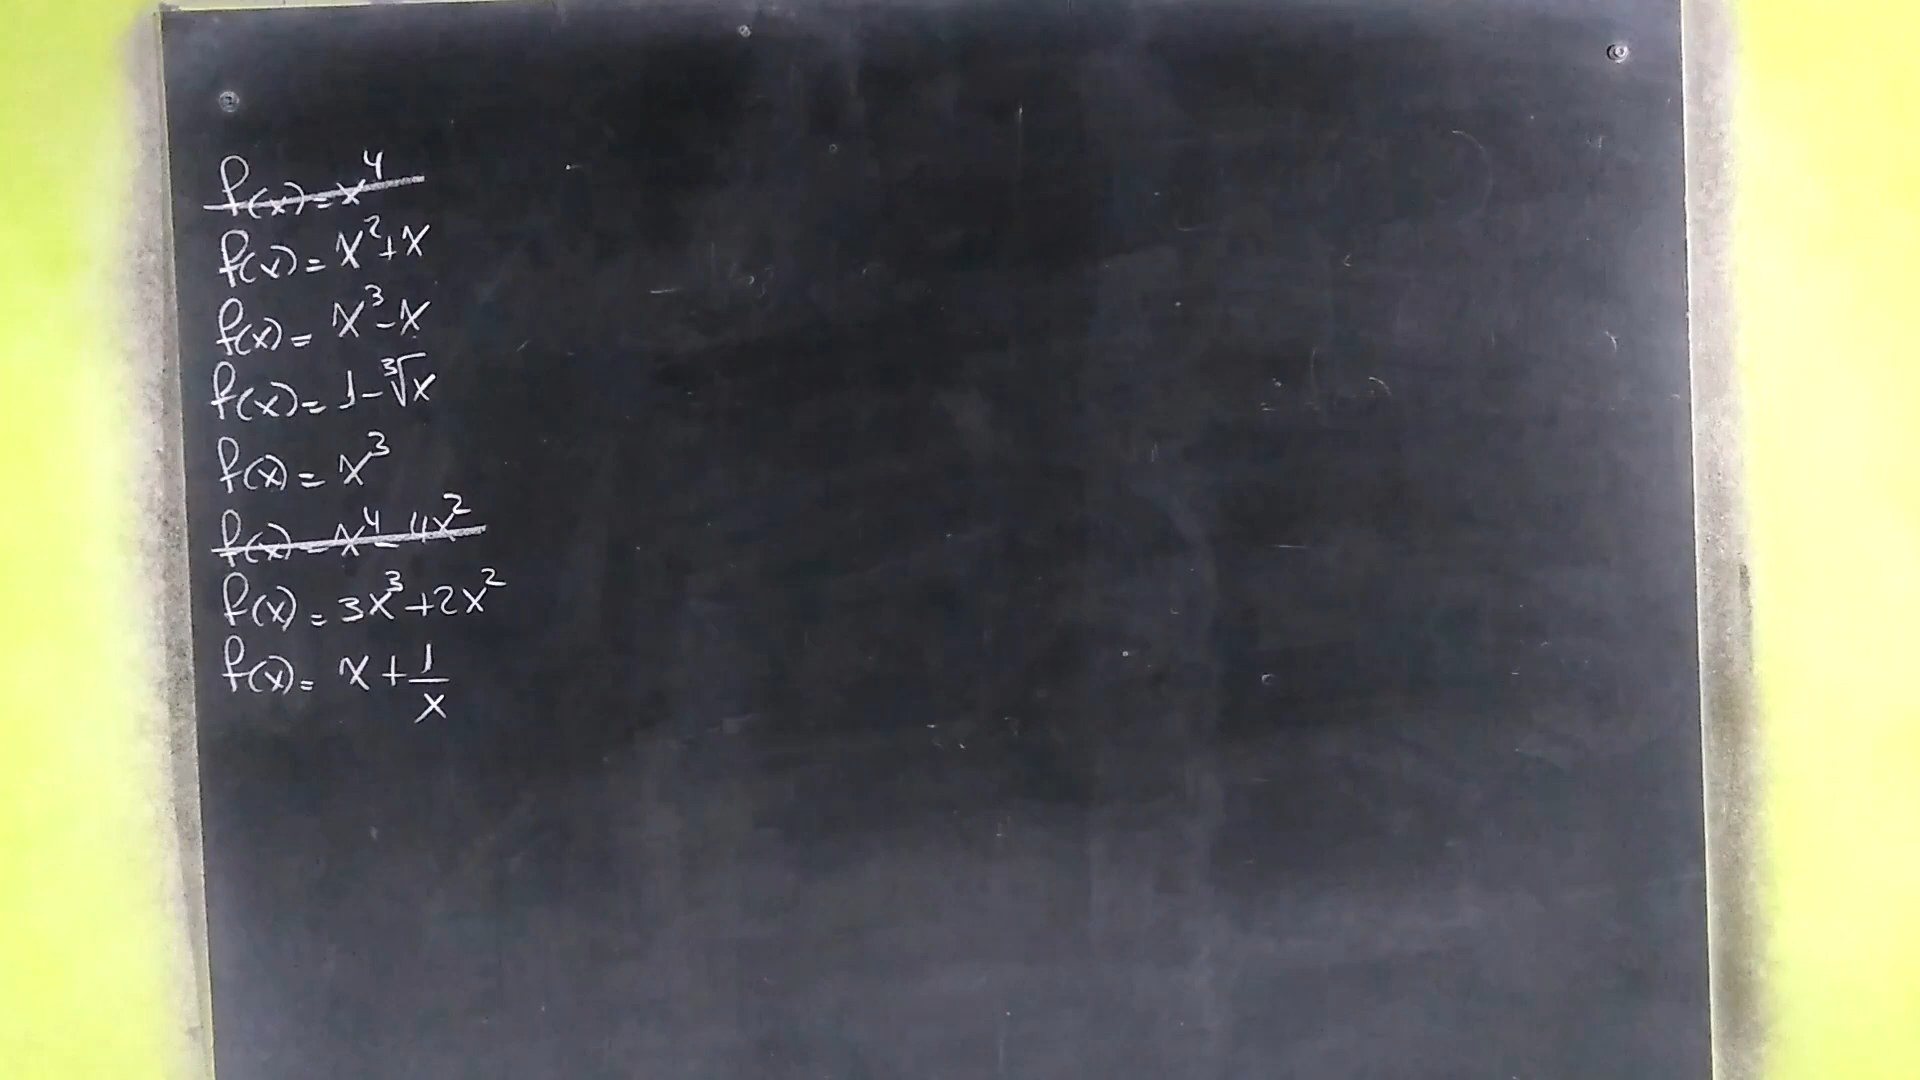 f(x) = x⁴
f(x) = x² + x
f(x) = x³ - x
f(x) = 1 - ∛x
f(x) = x³
f(x) = x⁴ - 4x²
f(x) = 3x³ + 2x²
f(x) = x + 1/x